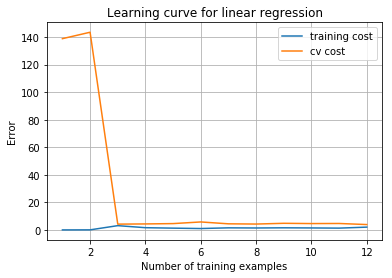 Learning curve for linear regression
training cost
cv cost
140
120
100
80
60
40
20
0
Error
2 4 6 8 10 12
Number of training examples